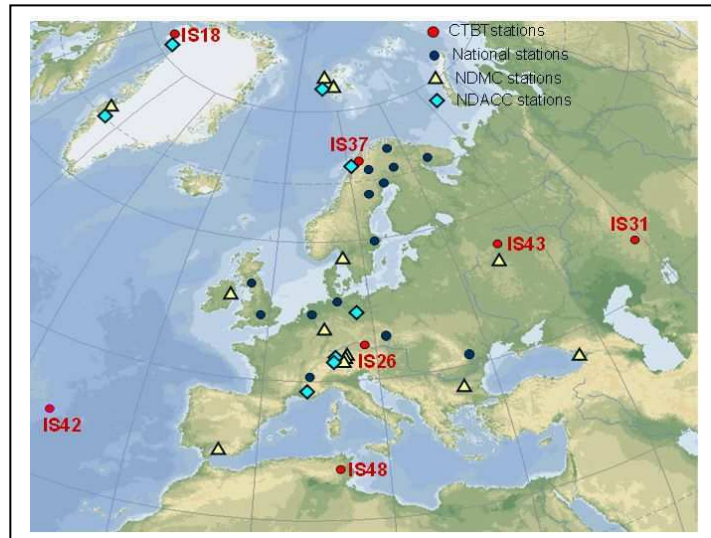 IS18
CTBTstations
National stations
NDMC stations
NDACC stations
IS37
IS43
IS31
IS26
IS42
IS48